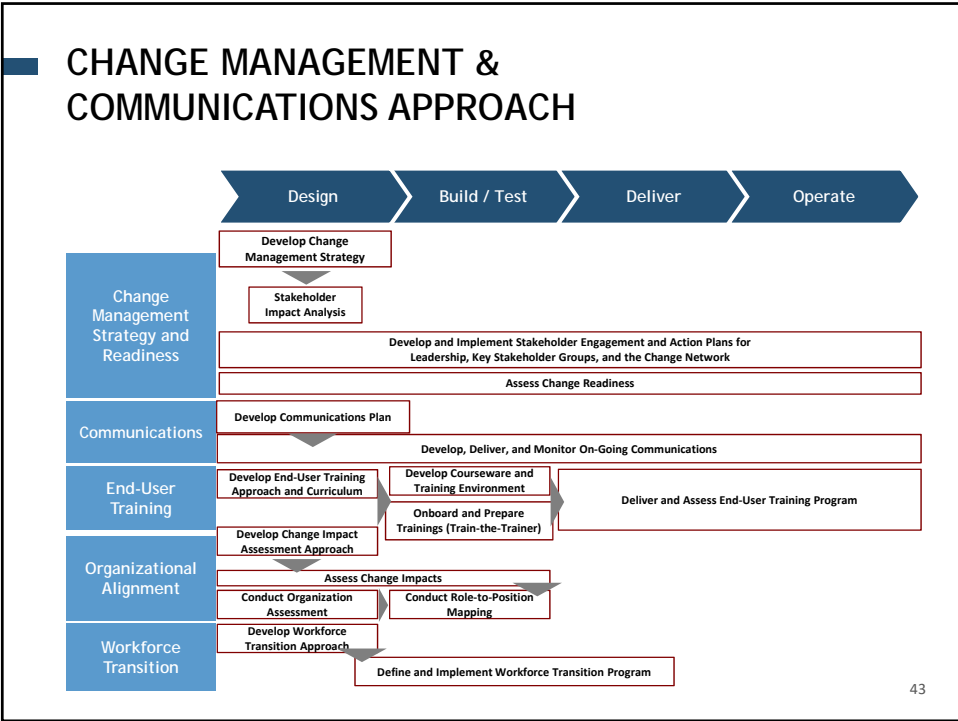 CHANGE MANAGEMENT &
COMMUNICATIONS APPROACH
Design
Build / Test
Deliver
Operate
Change
Management
Strategy and
Readiness
Develop Change
Management Strategy
Stakeholder
Impact Analysis
Develop and Implement Stakeholder Engagement and Action Plans for
Leadership, Key Stakeholder Groups, and the Change Network
Assess Change Readiness
Communications
Develop Communications Plan
Develop, Deliver, and Monitor On-Going Communications
End-User
Training
Develop End-User Training
Approach and Curriculum
Develop Courseware and
Training Environment
Onboard and Prepare
Trainings (Train-the-Trainer)
Deliver and Assess End-User Training Program
Organizational
Alignment
Develop Change Impact
Assessment Approach
Assess Change Impacts
Conduct Organization
Assessment
Conduct Role-to-Position
Mapping
Workforce
Transition
Develop Workforce
Transition Approach
Define and Implement Workforce Transition Program
43